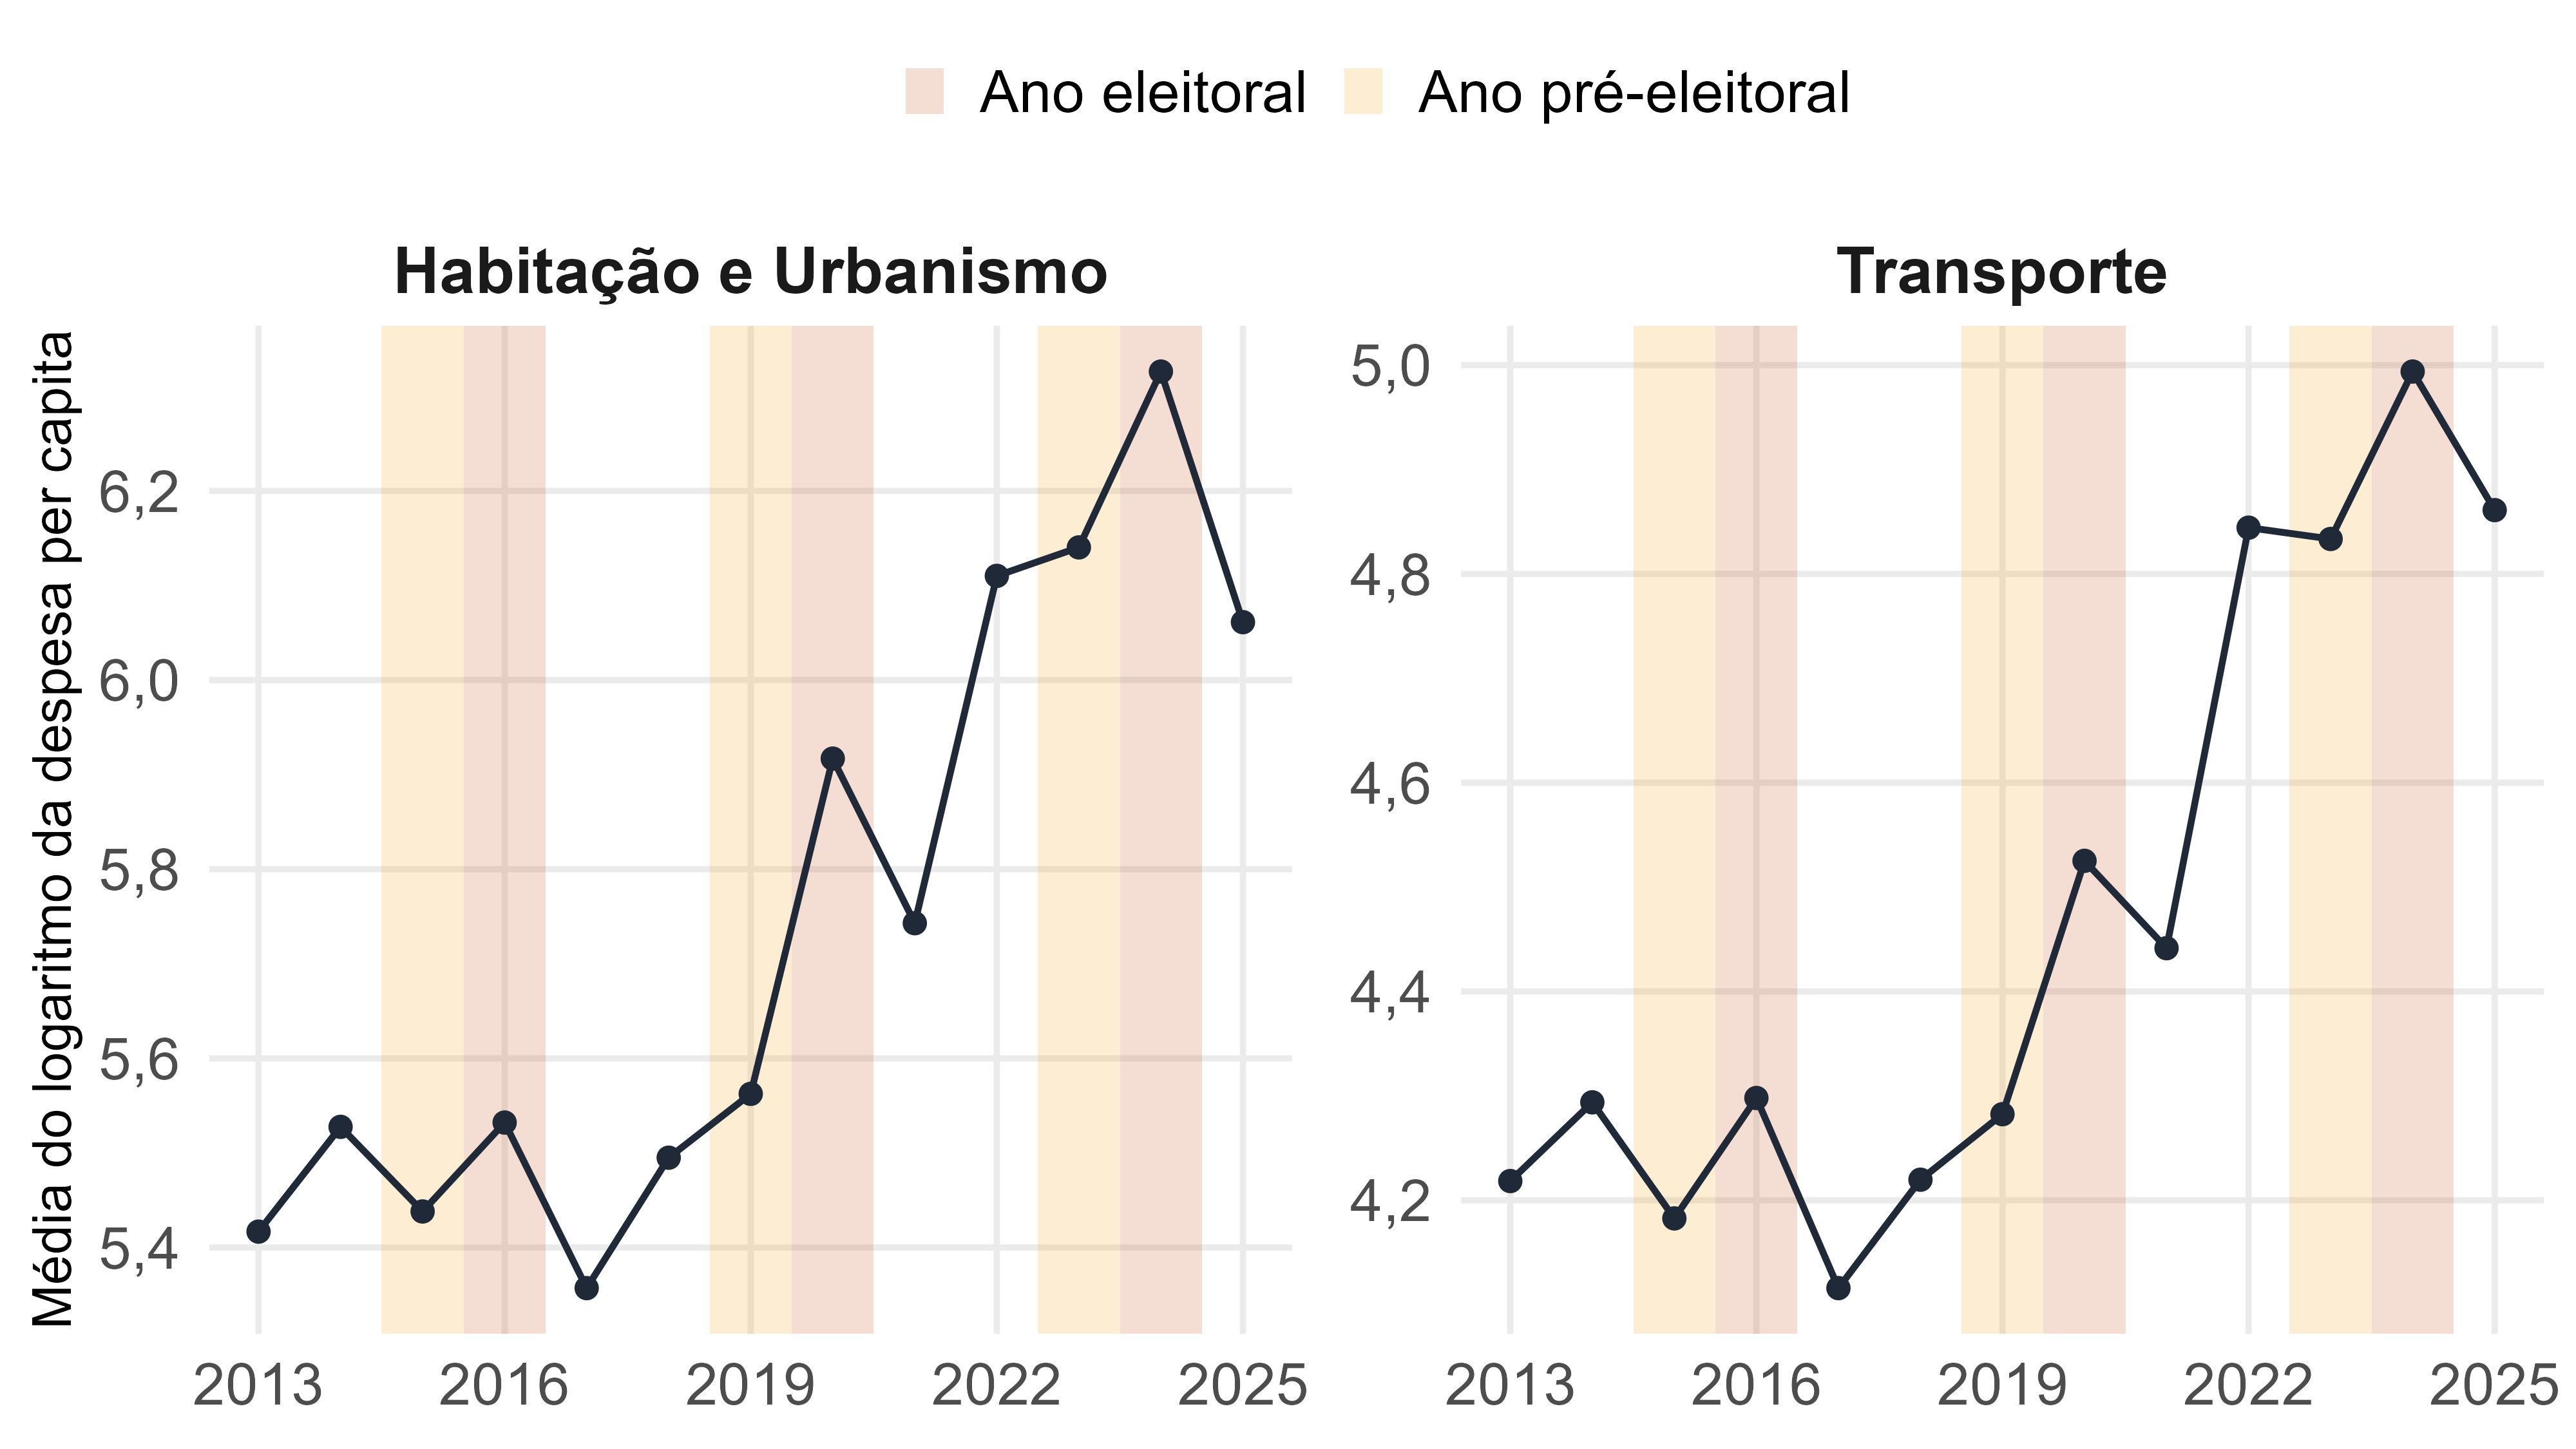 Ano eleitoral Ano pré-eleitoral
Habitação e Urbanismo
Transporte
Média do logaritmo da despesa per capita
6,2
6,0
5,8
5,6
5,4
2013 2016 2019 2022 2025
5,0
4,8
4,6
4,4
4,2
2013 2016 2019 2022 2025